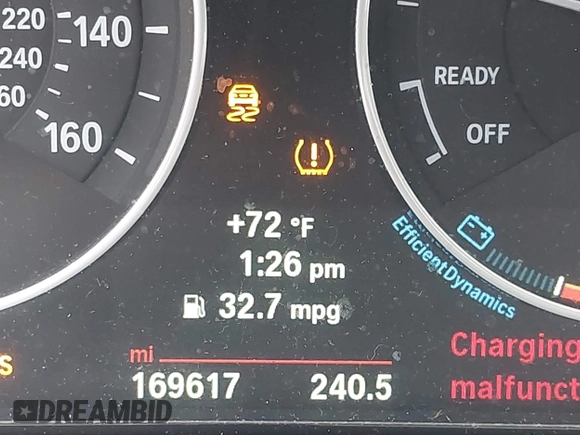 220
140
240
60
160
READY
OFF
+72 °F
1:26 pm
32.7 mpg
EfficientDynamics
mi
169617 240.5
Charging
malfunct
S
DREAMBID